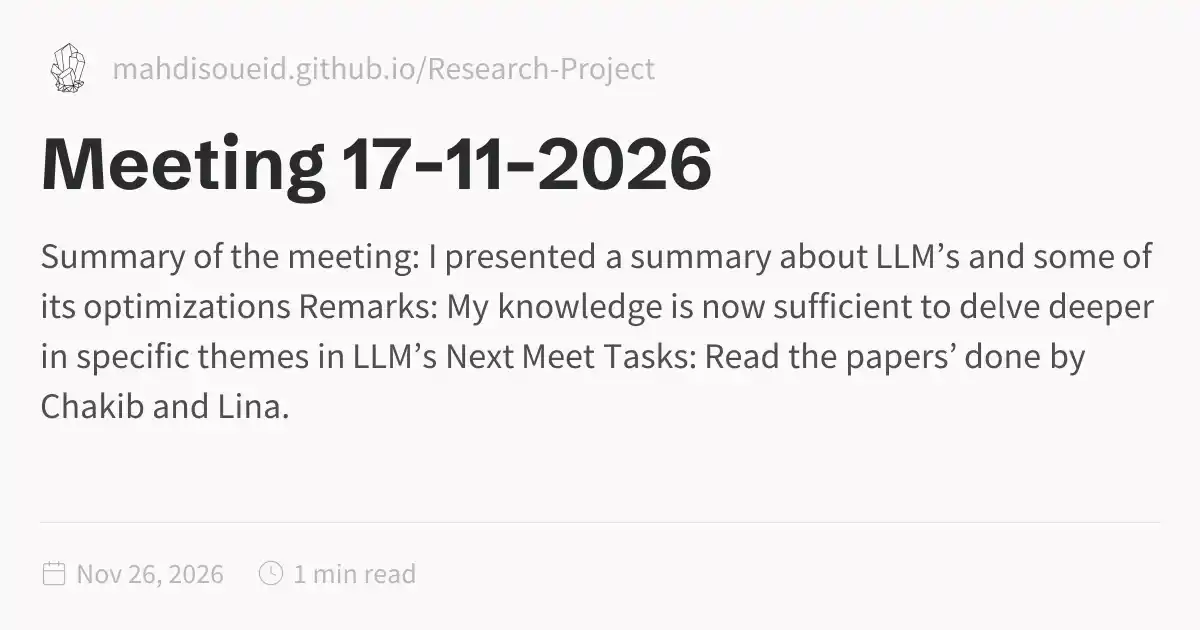 mahdisoueid.github.io/Research-Project
Meeting 17-11-2026
Summary of the meeting: I presented a summary about LLM’s and some of
its optimizations Remarks: My knowledge is now sufficient to delve deeper
in specific themes in LLM’s Next Meet Tasks: Read the papers’ done by
Chakib and Lina.
Nov 26, 2026 1 min read